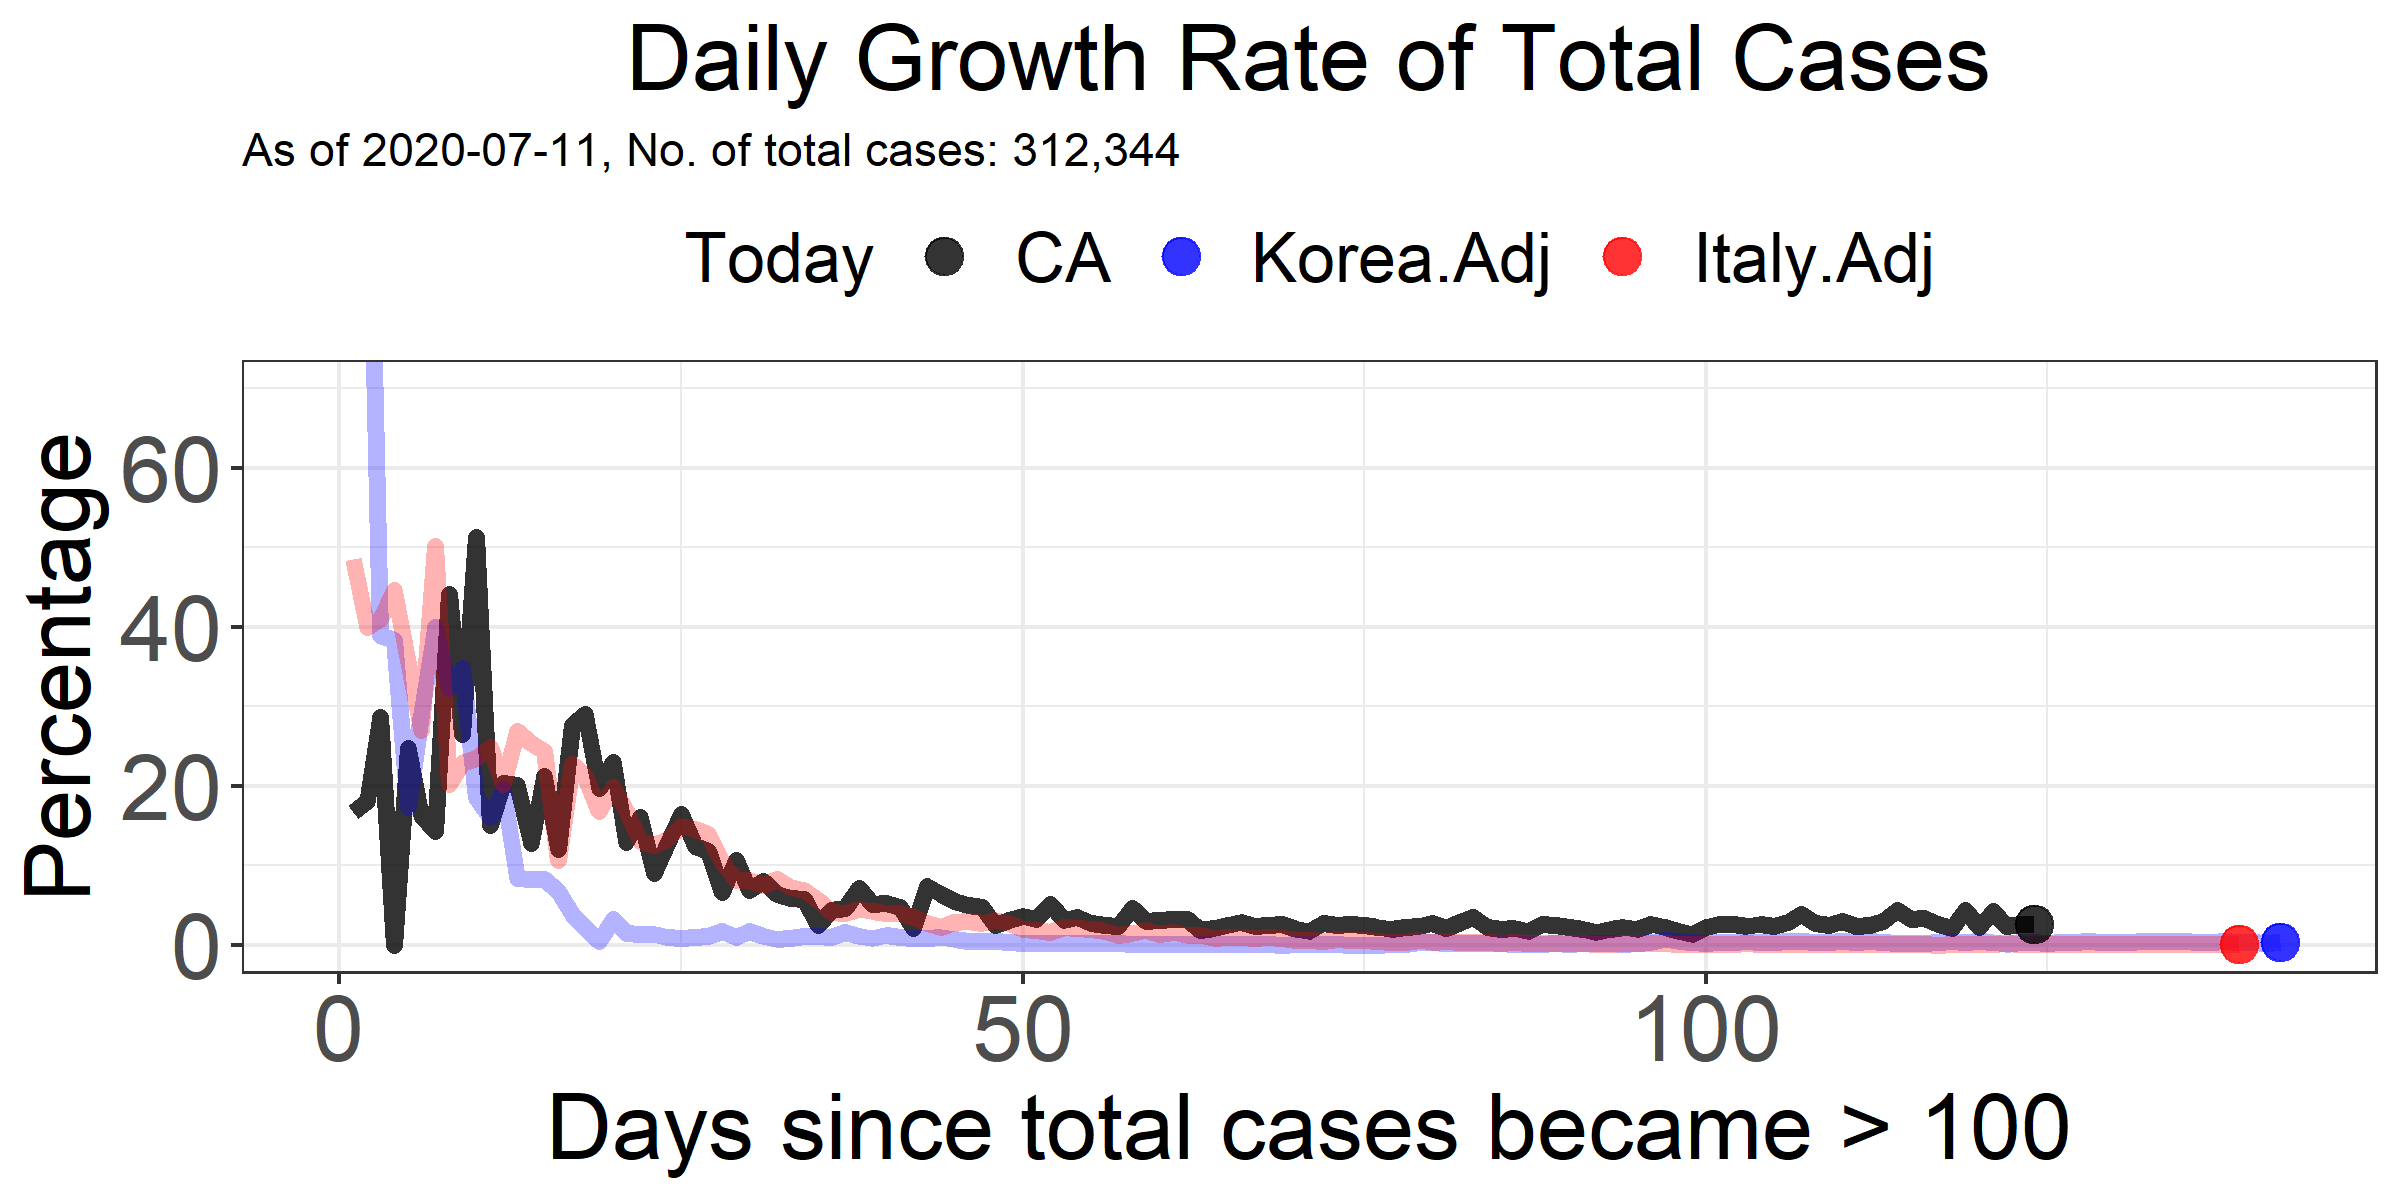 Daily Growth Rate of Total Cases
As of 2020-07-11, No. of total cases: 312,344
Today CA Korea.Adj Italy.Adj
Percentage
60
40
20
0
0 50 100
Days since total cases became > 100